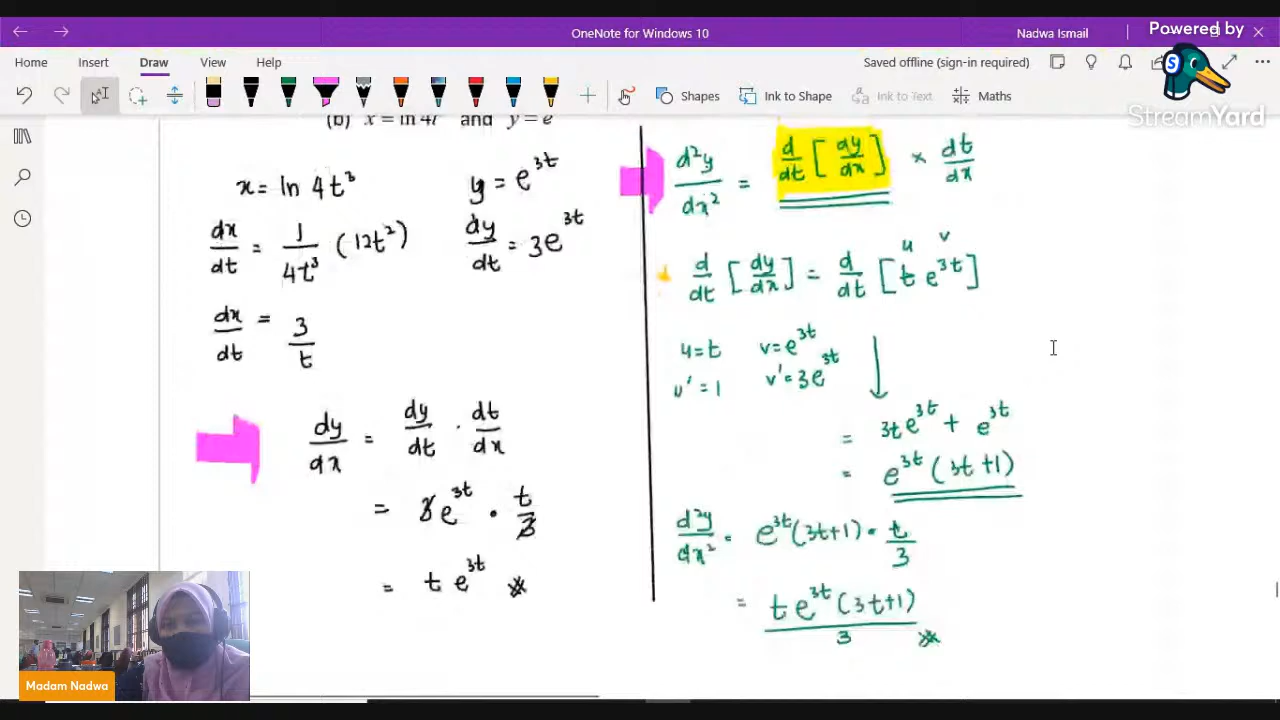 OneNote for Windows 10
Nadwa Ismail
Powered by
StreamYard
Home Insert Draw View Help
Saved offline (sign-in required)
Shapes Ink to Shape Ink to Text Maths
(b) x = ln 4t³ and y = e
x = ln 4t³
y = e^{3t}
dx/dt = 1/4t³ (12t²)
dy/dt = 3e^{3t}
dx/dt = 3/t
dy/dx = dy/dt · dt/dx
= 3e^{3t} · t/3
= t e^{3t} *
d²y/dx² = d/dt [dy/dx] × dt/dx
d/dt [dy/dx] = d/dt [t e^{3t}]
u v
u = t v = e^{3t}
u' = 1 v' = 3e^{3t}
= 3te^{3t} + e^{3t}
= e^{3t} (3t+1)
d²y/dx² = e^{3t}(3t+1) · t/3
= t e^{3t} (3t+1)/3 *
Madam Nadwa